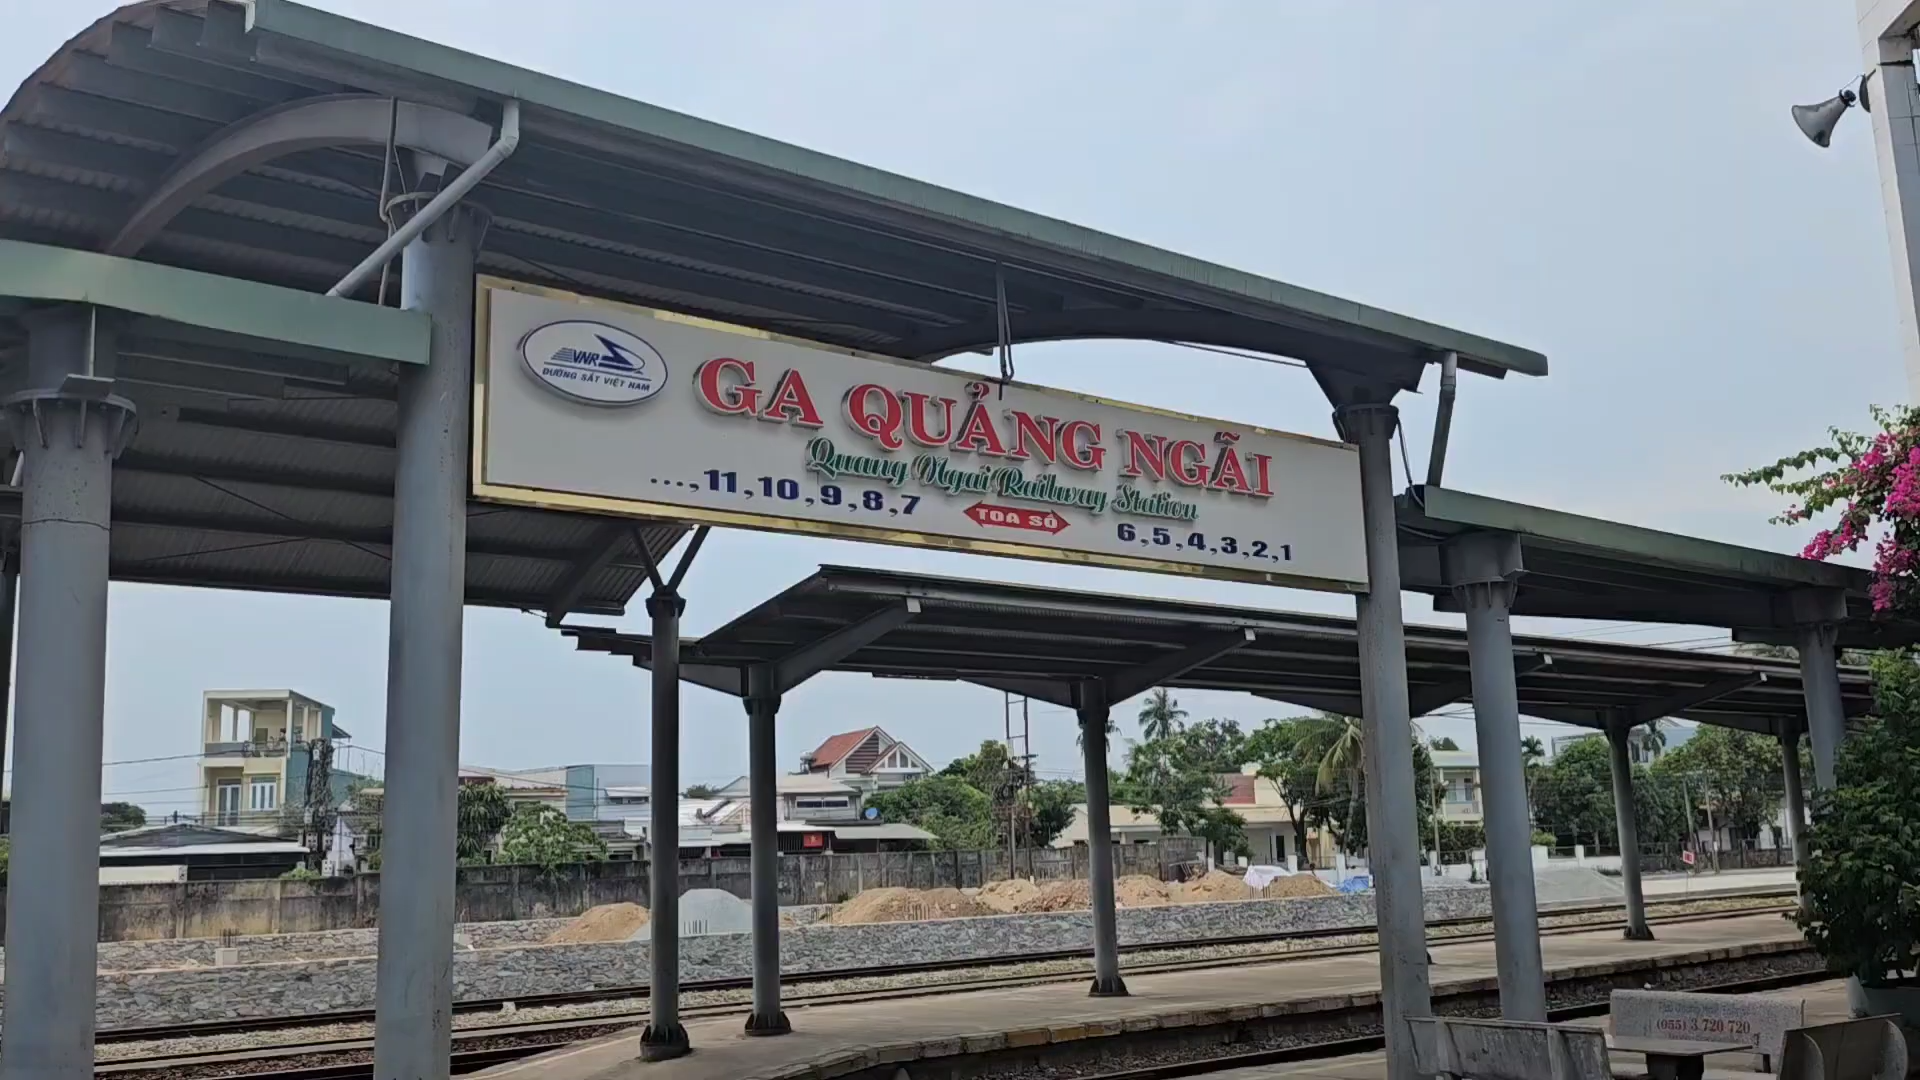 VNR
ĐƯỜNG SẮT VIỆT NAM
GA QUẢNG NGÃI
Quang Ngai Railway Station
...,11,10,9,8,7
TOA SỐ
6,5,4,3,2,1
(055) 3 720 720